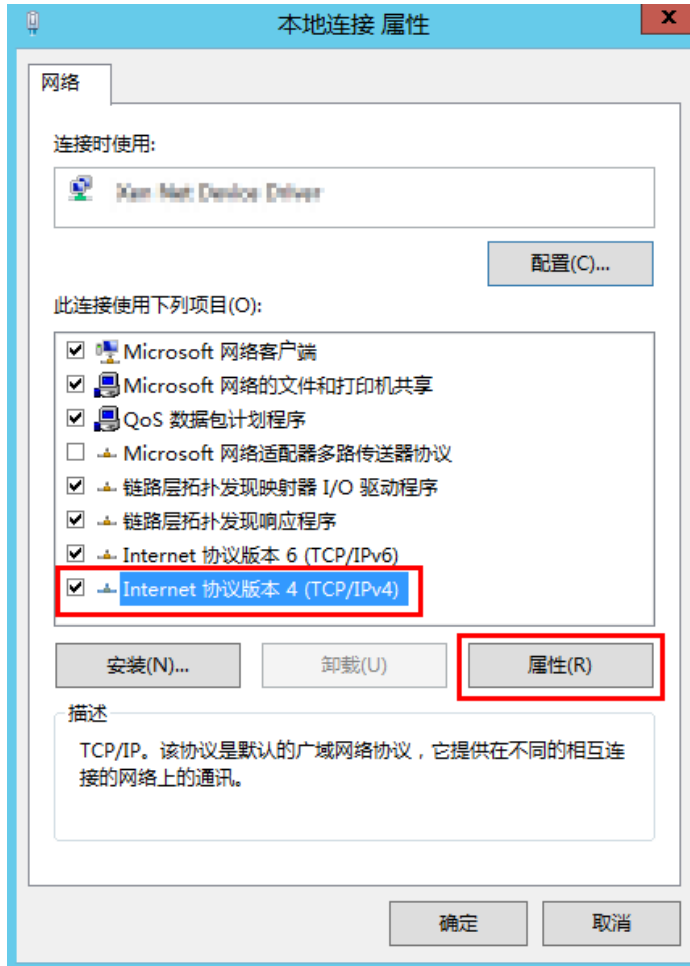 本地连接 属性
x
网络
连接时使用:
Xen Net Device Driver
配置(C)...
此连接使用下列项目(O):
Microsoft 网络客户端
Microsoft 网络的文件和打印机共享
QoS 数据包计划程序
Microsoft 网络适配器多路传送器协议
链路层拓扑发现映射器 I/O 驱动程序
链路层拓扑发现响应程序
Internet 协议版本 6 (TCP/IPv6)
Internet 协议版本 4 (TCP/IPv4)
安装(N)... 卸载(U) 属性(R)
描述
TCP/IP。该协议是默认的广域网络协议，它提供在不同的相互连
接的网络上的通讯。
确定 取消